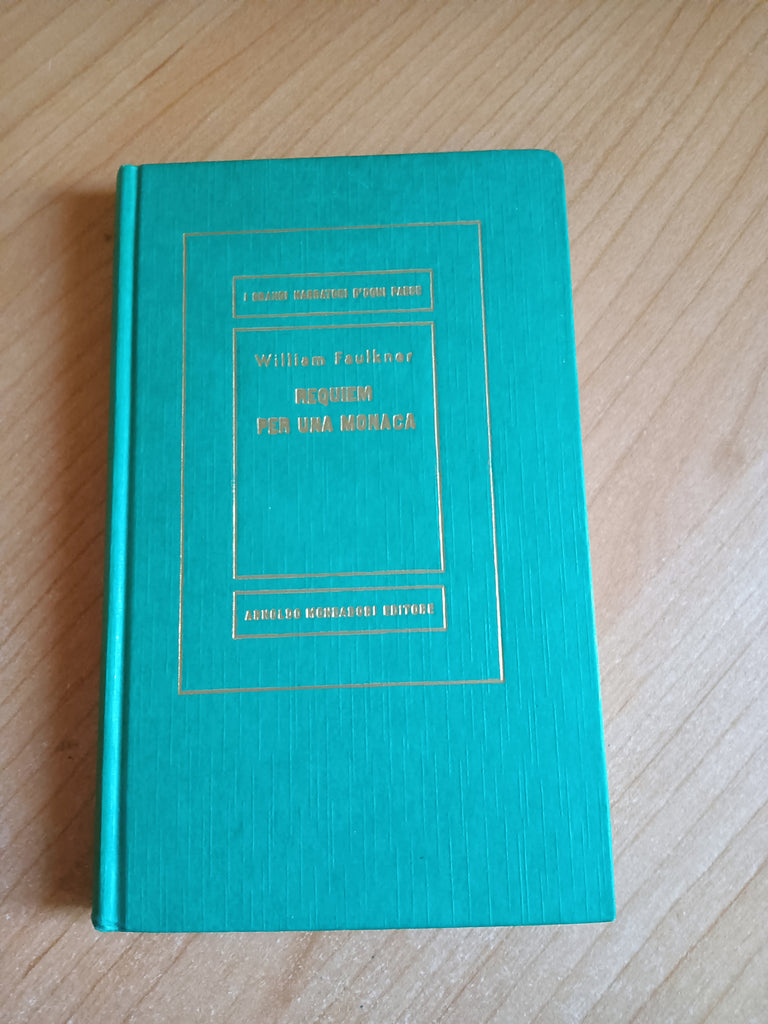 I GRANDI NARRATORI D'OGNI PAESE
William Faulkner
REQUIEM
PER UNA MONACA
ARNOLDO MONDADORI EDITORE